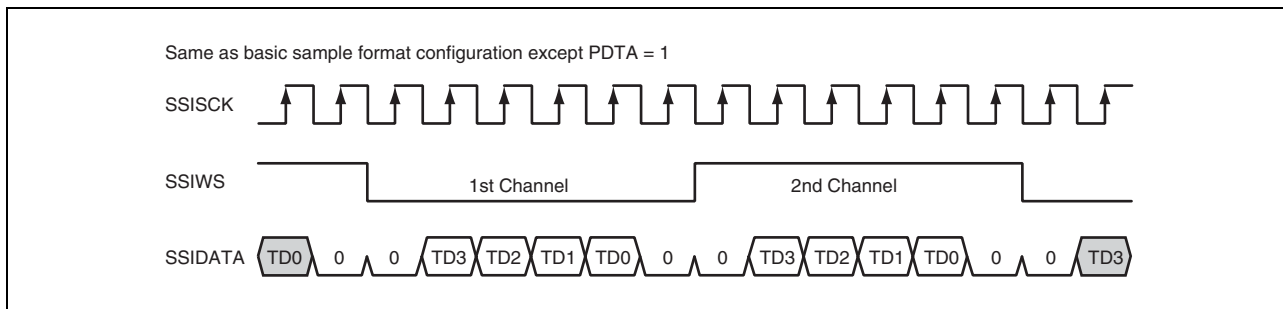 Same as basic sample format configuration except PDTA = 1
SSISCK
SSIWS 1st Channel 2nd Channel
SSIDATA TD0 0 0 TD3 TD2 TD1 TD0 0 0 TD3 TD2 TD1 TD0 0 0 TD3